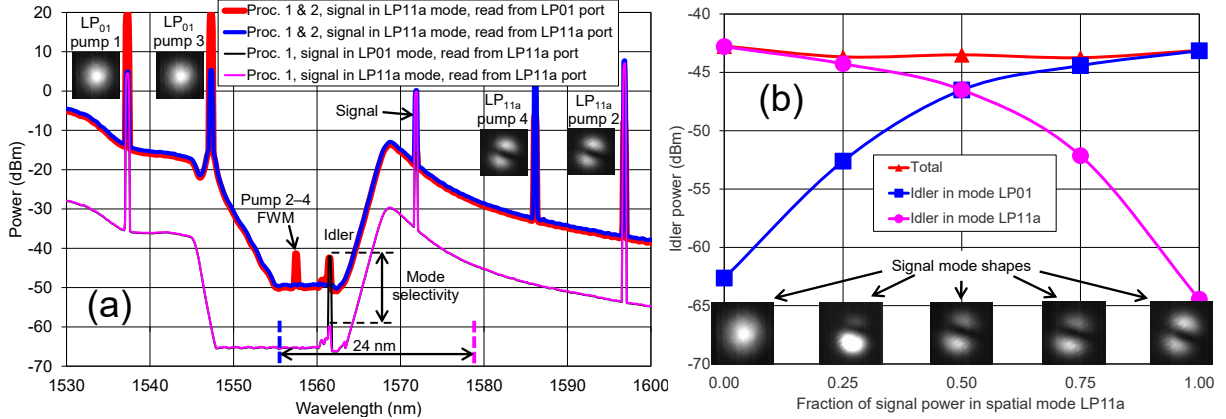 20
10
0
-10
-20
-30
-40
-50
-60
-70
Power (dBm)
LP01
pump 1
LP01
pump 3
Proc. 1 & 2, signal in LP11a mode, read from LP01 port
Proc. 1 & 2, signal in LP11a mode, read from LP11a port
Proc. 1, signal in LP01 mode, read from LP11a port
Proc. 1, signal in LP11a mode, read from LP11a port
Signal
LP11a
pump 4
LP11a
pump 2
Pump 2–4
FWM
Idler
Mode
selectivity
(a)
24 nm
1530 1540 1550 1560 1570 1580 1590 1600
Wavelength (nm)
-40
-45
-50
-55
-60
-65
-70
Idler power (dBm)
(b)
Total
Idler in mode LP01
Idler in mode LP11a
Signal mode shapes
0.00 0.25 0.50 0.75 1.00
Fraction of signal power in spatial mode LP11a